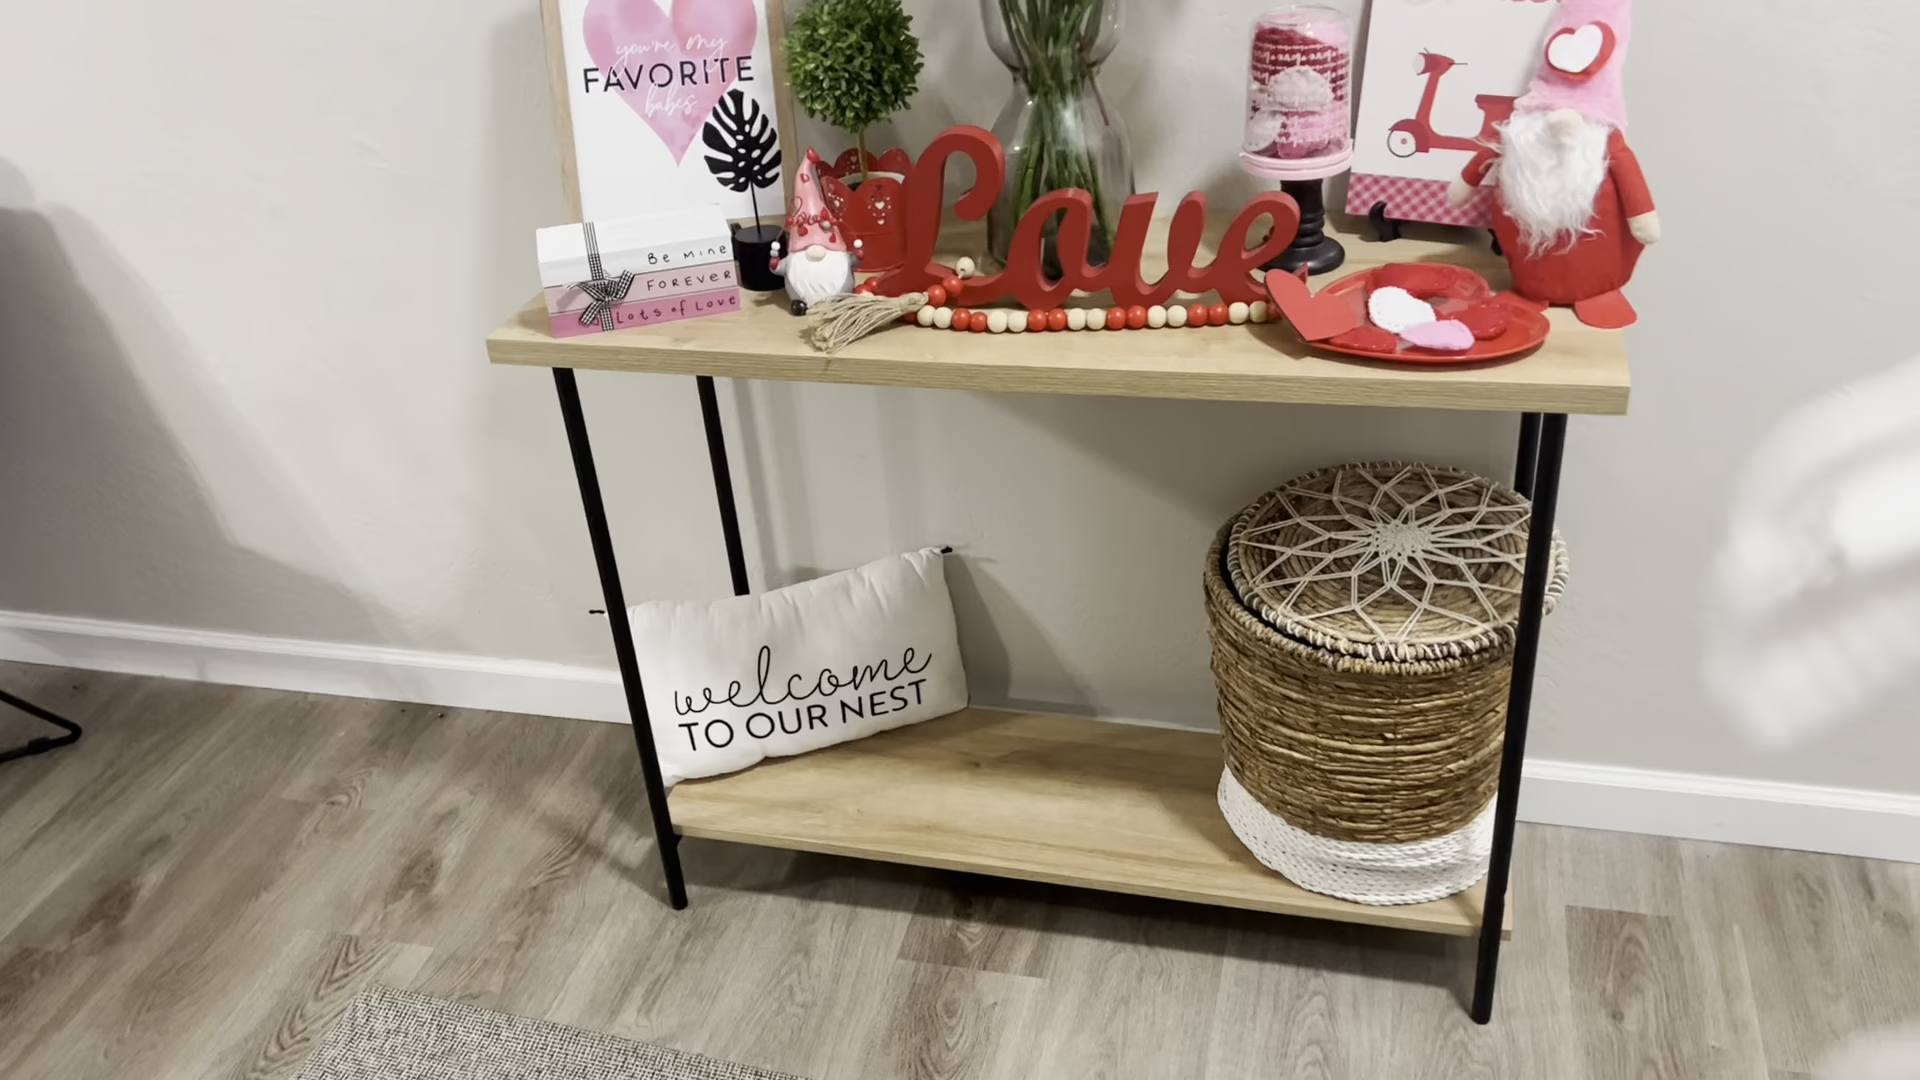 you're my
FAVORITE
babes
Be Mine
FOREVER
Lots of Love
Love
welcome
TO OUR NEST